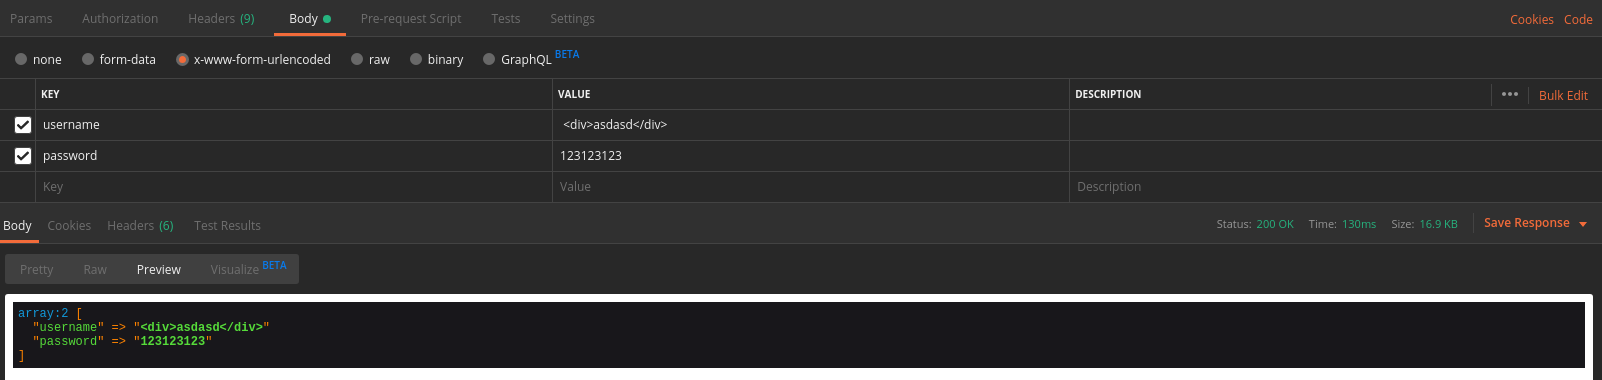 Params Authorization Headers (9) Body Pre-request Script Tests Settings Cookies Code
none form-data x-www-form-urlencoded raw binary GraphQL BETA
KEY VALUE DESCRIPTION ••• Bulk Edit
username <div>asdasd</div>
password 123123123
Key Value Description
Body Cookies Headers (6) Test Results Status: 200 OK Time: 130ms Size: 16.9 KB Save Response
Pretty Raw Preview Visualize BETA
array:2 [
  "username" => "<div>asdasd</div>"
  "password" => "123123123"
]